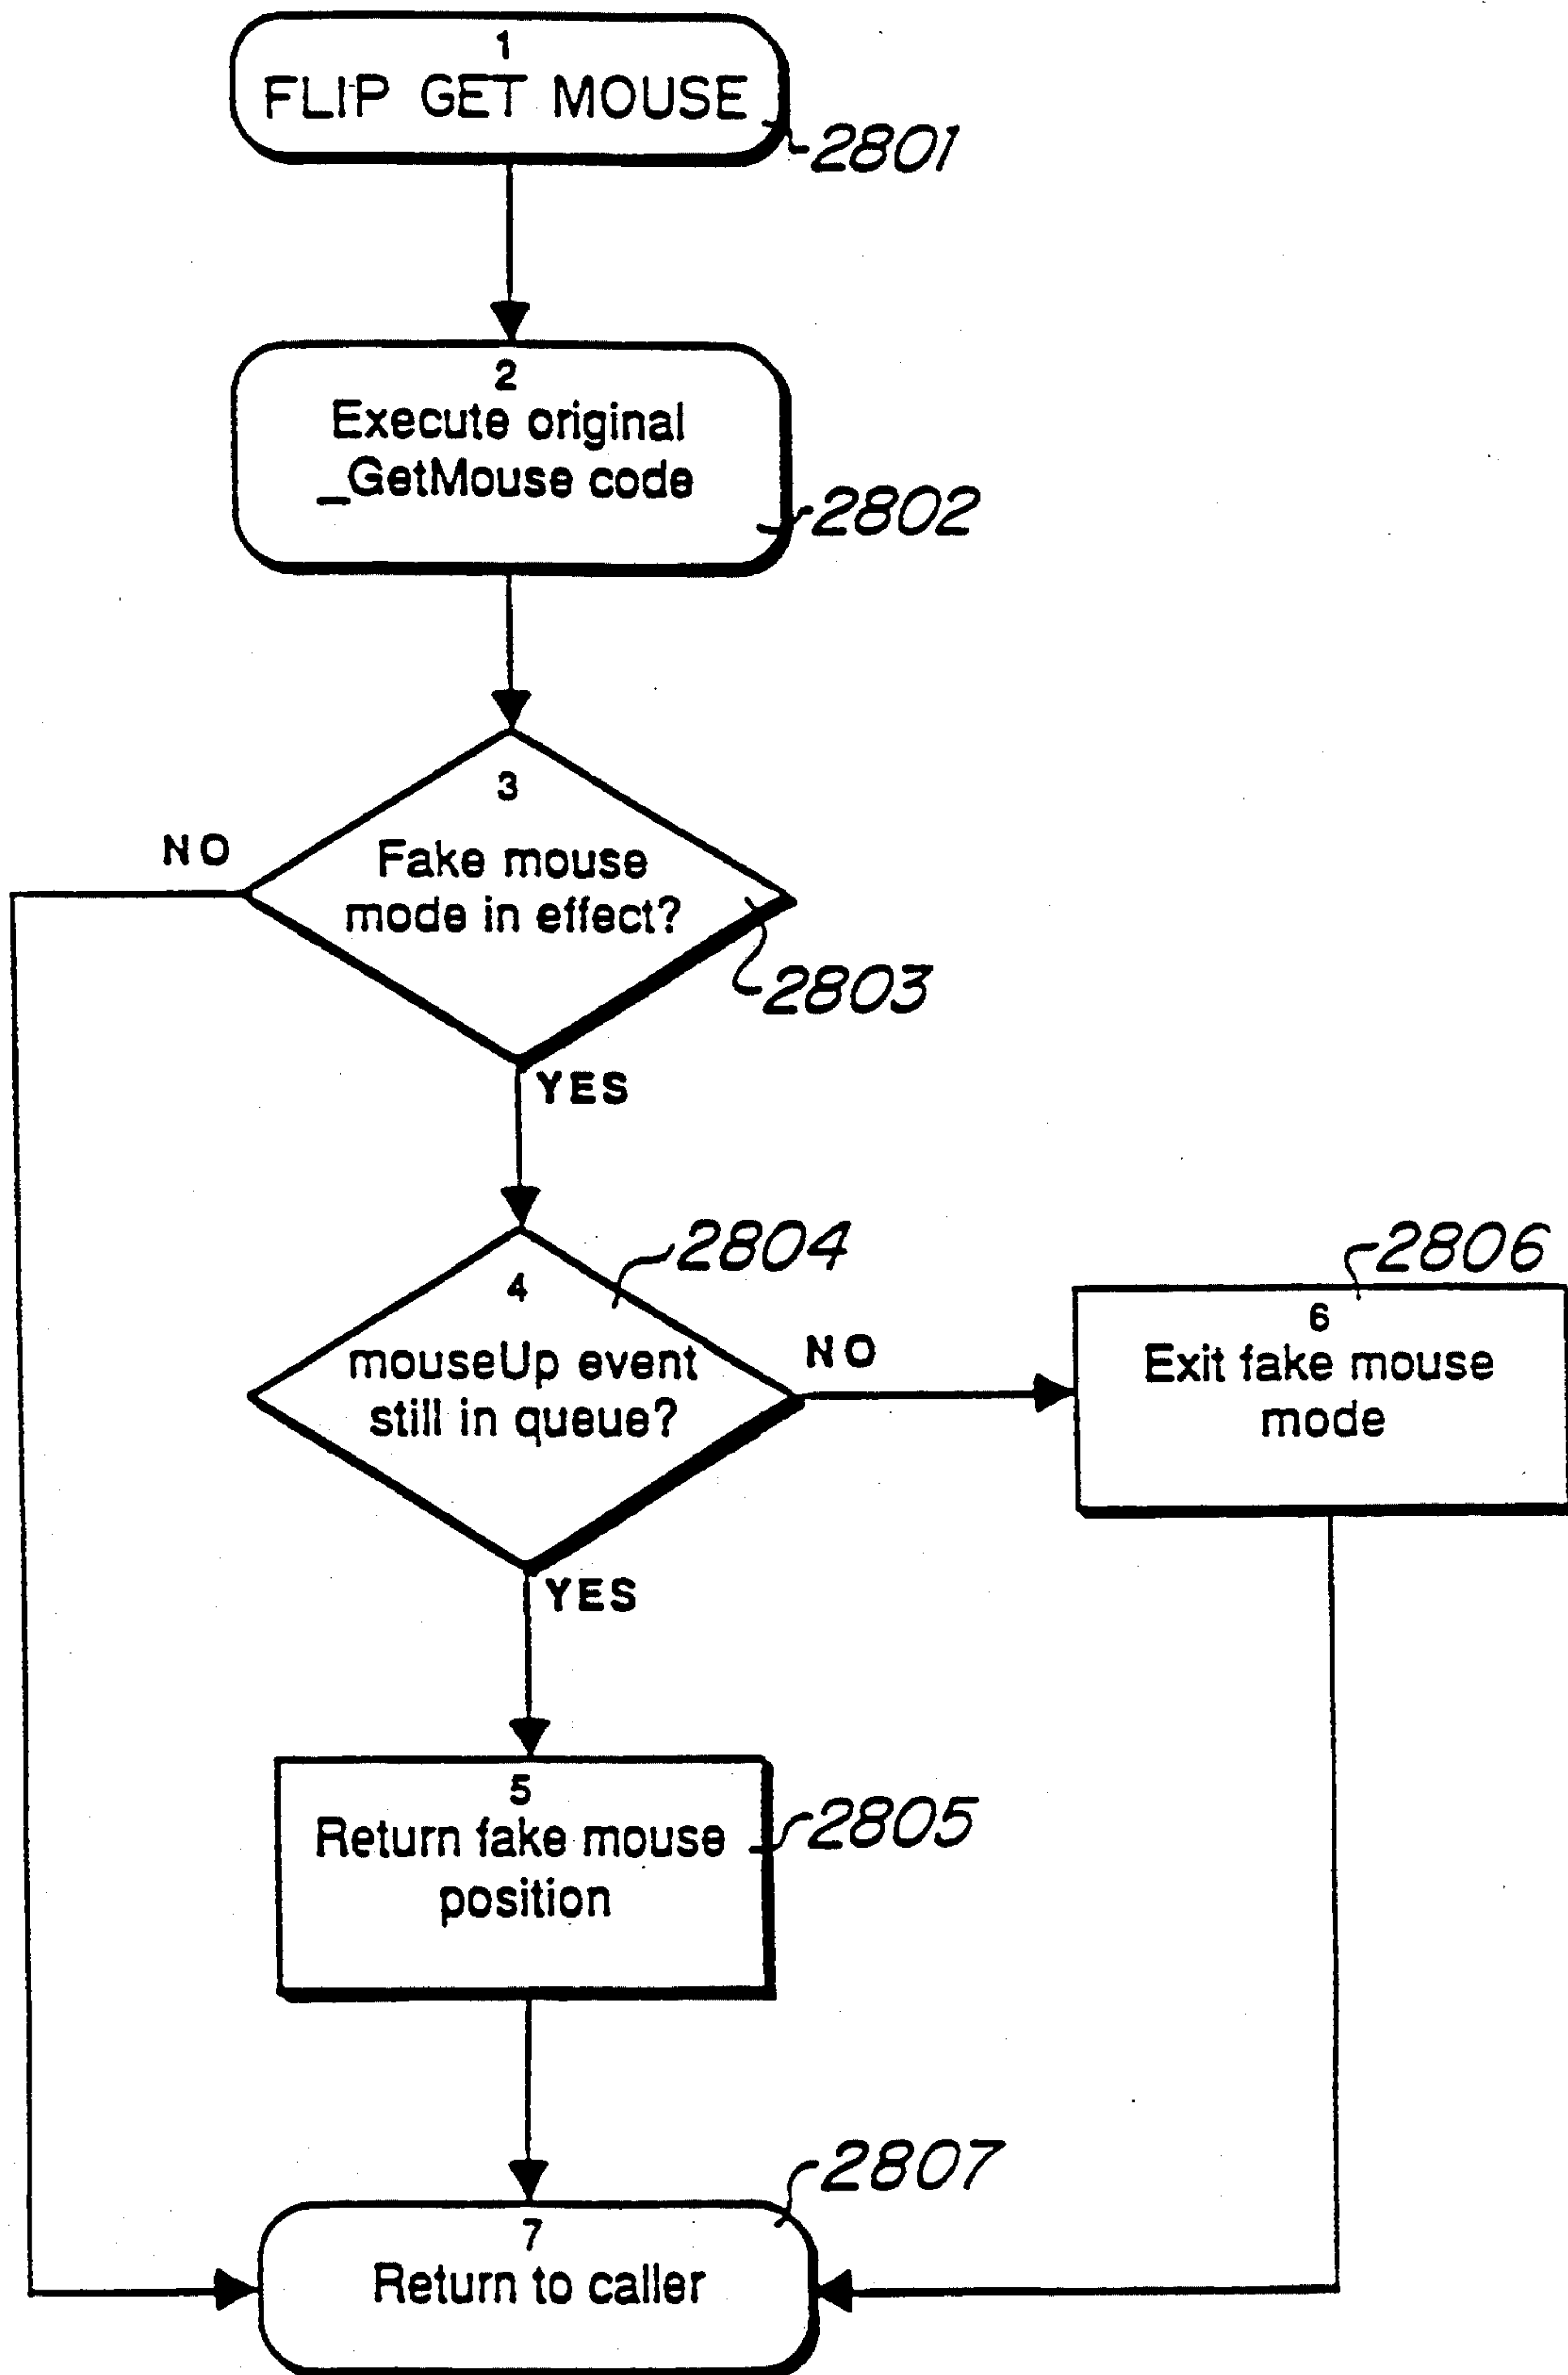 1
FLIP GET MOUSE
2801
2
Execute original
_GetMouse code
2802
3
Fake mouse
mode in effect?
NO
2803
YES
2804
4
mouseUp event
still in queue?
NO
2806
6
Exit fake mouse
mode
YES
5
Return fake mouse
position
2805
2807
7
Return to caller